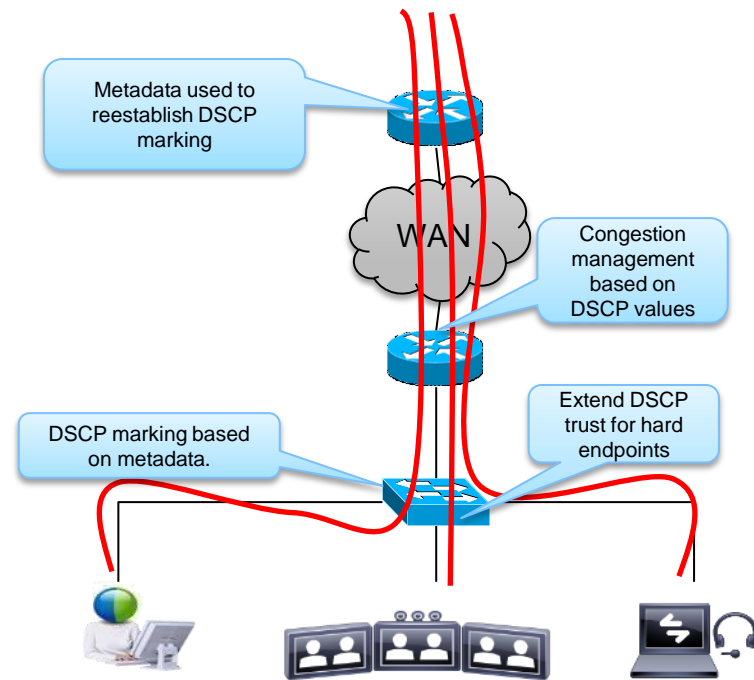 Metadata used to
reestablish DSCP
marking
WAN
Congestion
management
based on
DSCP values
DSCP marking based
on metadata.
Extend DSCP
trust for hard
endpoints